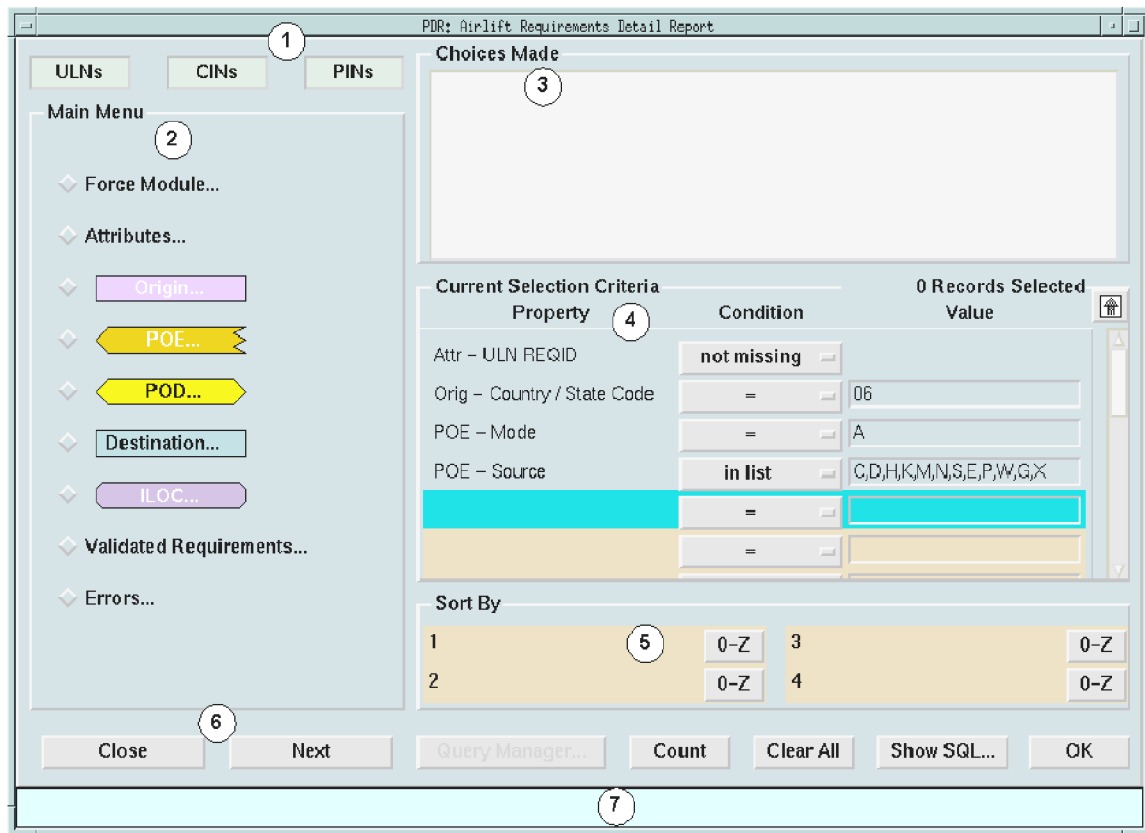 PDR: Airlift Requirements Detail Report
1
ULNs CINs PINs
Main Menu
2
Force Module...
Attributes...
Origin...
POE...
POD...
Destination...
ILOC...
Validated Requirements...
Errors...
Choices Made
3
Current Selection Criteria 0 Records Selected
Property 4 Condition Value
Attr – ULN REQID not missing
Orig – Country / State Code = 06
POE – Mode = A
POE – Source in list C,D,H,K,M,N,S,E,P,W,G,X
=
=
Sort By
1 5 0–Z 3 0–Z
2 0–Z 4 0–Z
6
Close Next Query Manager... Count Clear All Show SQL... OK
7